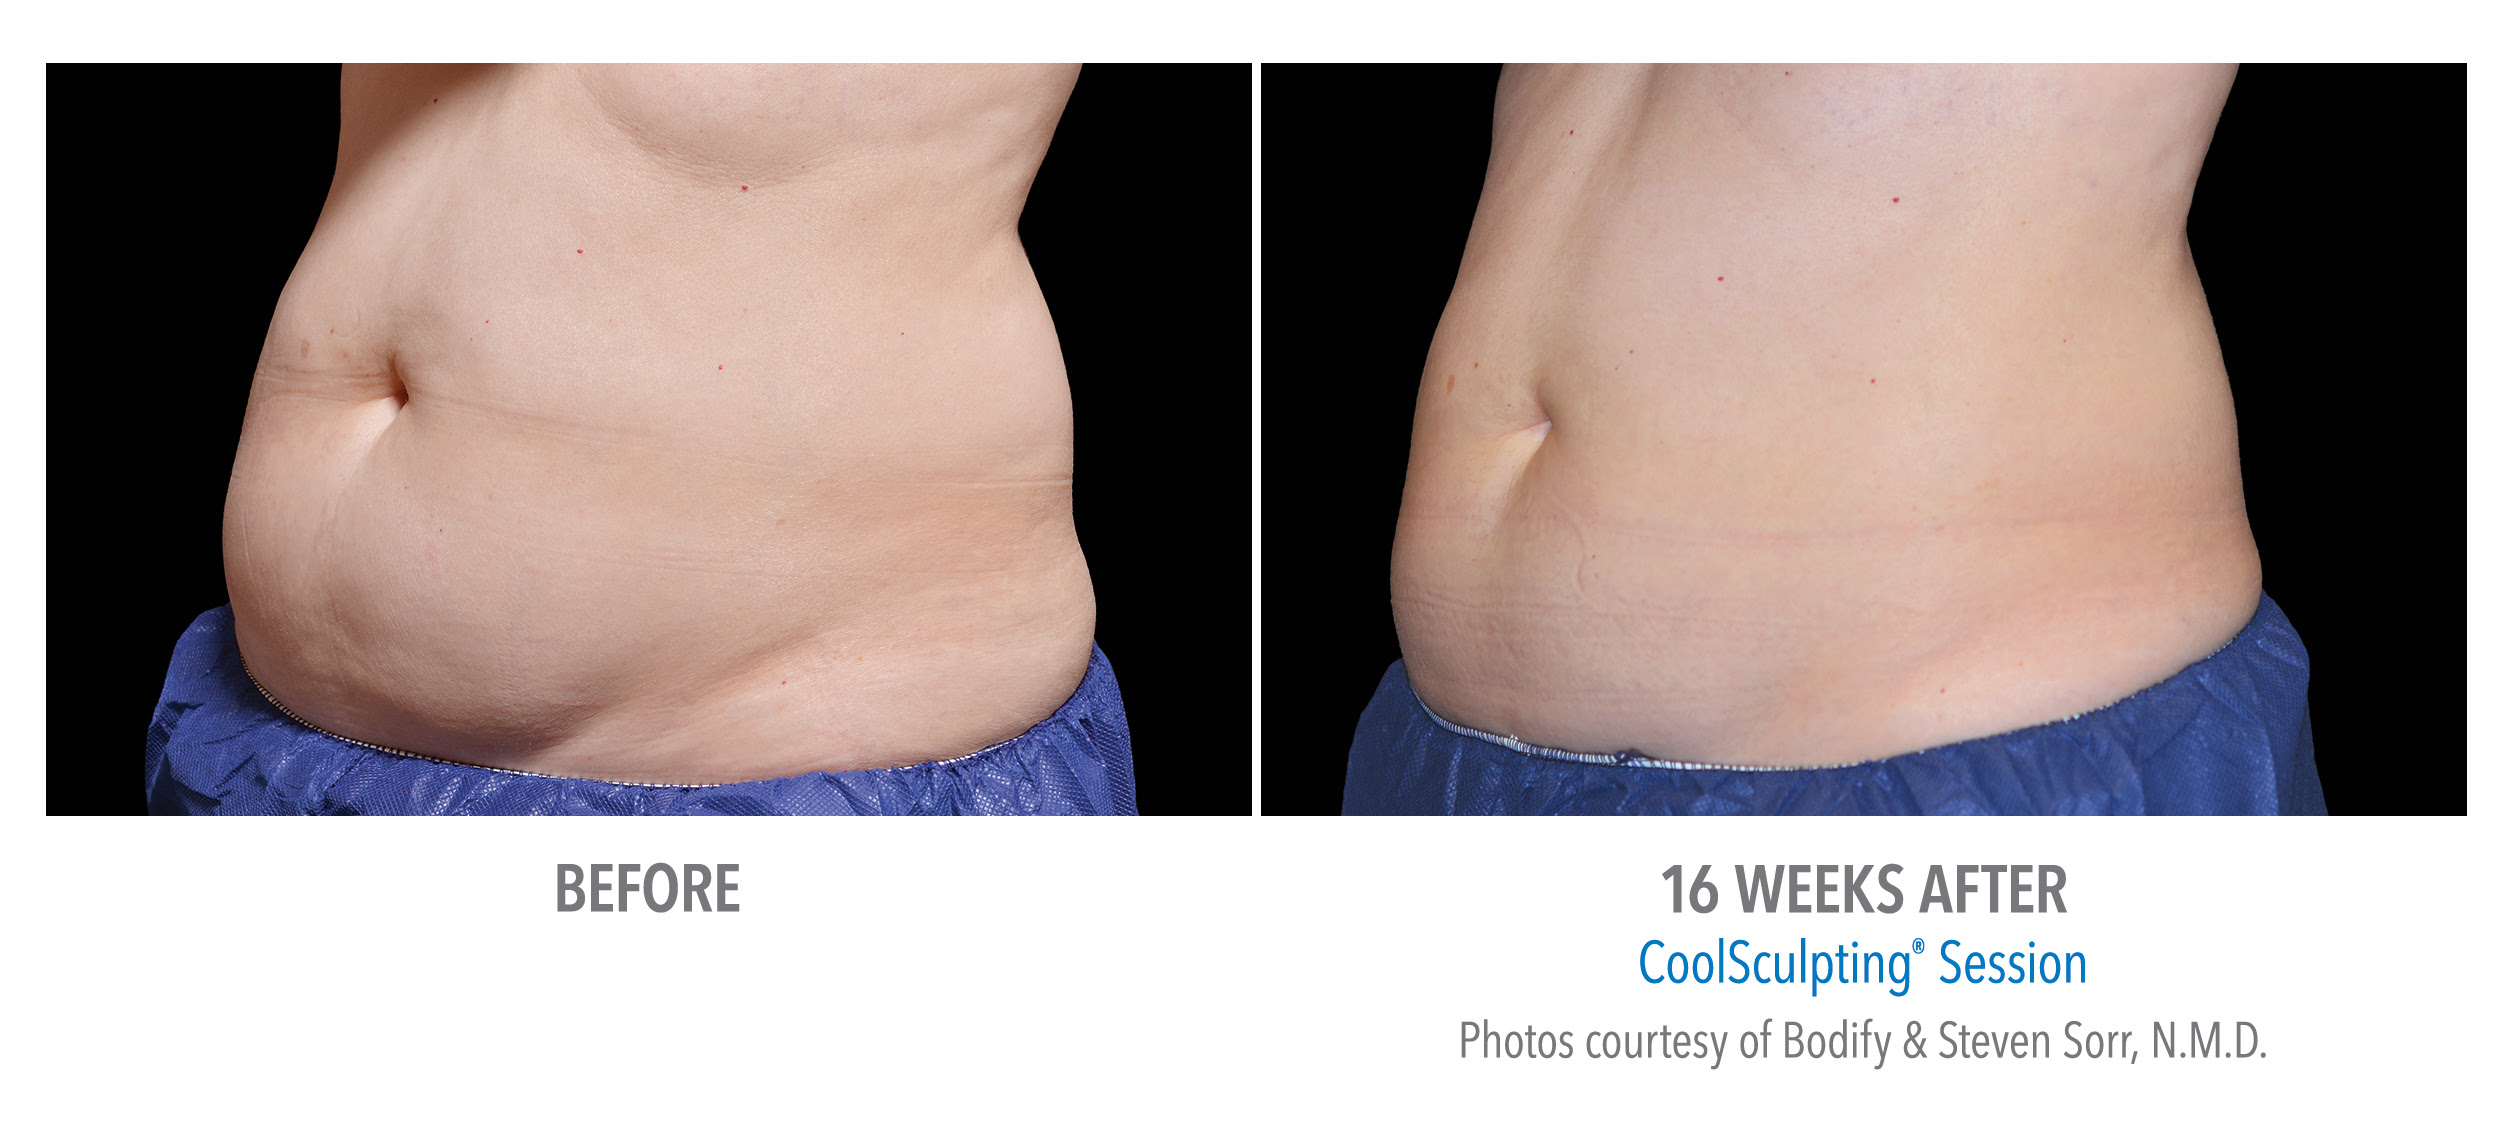 BEFORE
16 WEEKS AFTER
CoolSculpting® Session
Photos courtesy of Bodify & Steven Sorr, N.M.D.